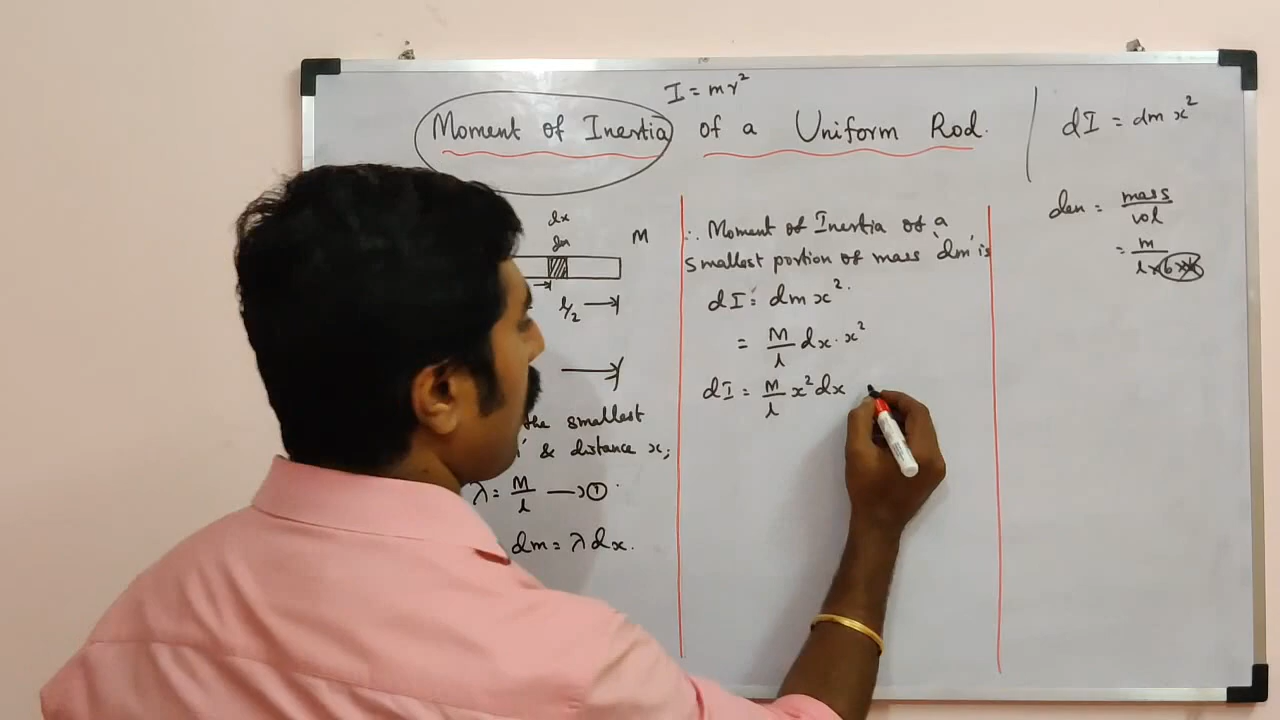 I = mr²
Moment of Inertia of a Uniform Rod.
dx
dm
M
l/2
the smallest
& distance x;
λ = M/l ⟶ ①
dm = λ dx.
∴ Moment of Inertia of a
smallest portion of mass 'dm' is
dI = dm x².
= M/l dx · x²
dI = M/l x² dx
dI = dm x²
den = mass/vol
= m/l×b×h